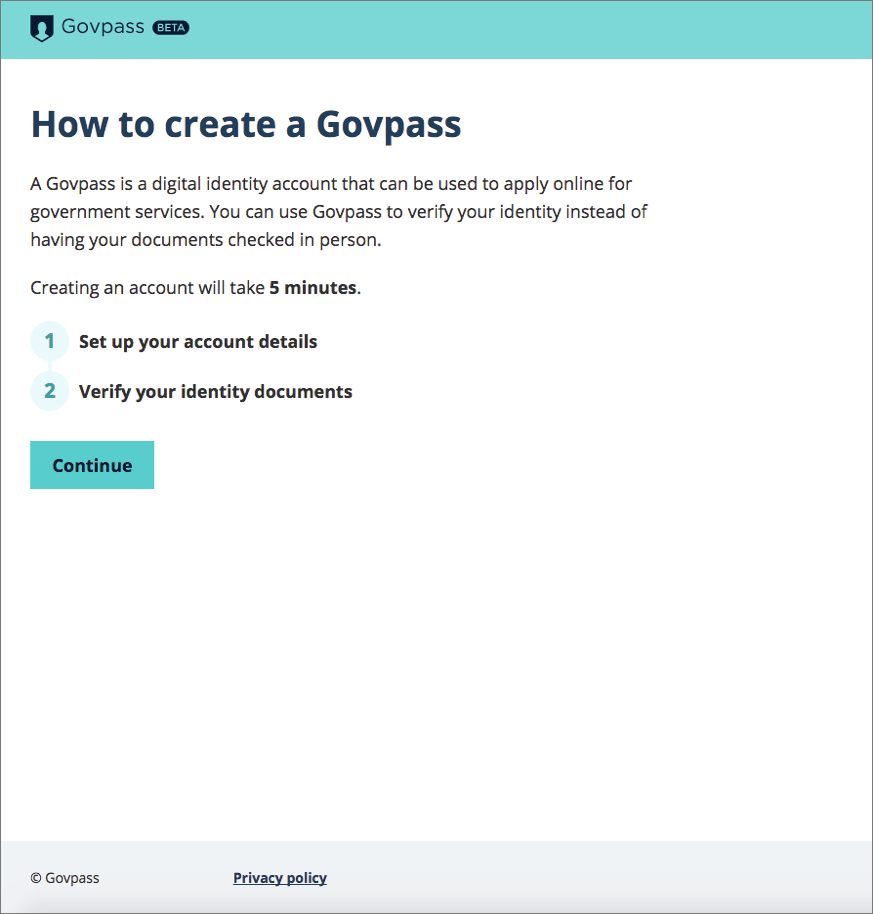 Govpass BETA
How to create a Govpass
A Govpass is a digital identity account that can be used to apply online for
government services. You can use Govpass to verify your identity instead of
having your documents checked in person.
Creating an account will take 5 minutes.
1 Set up your account details
2 Verify your identity documents
Continue
© Govpass Privacy policy